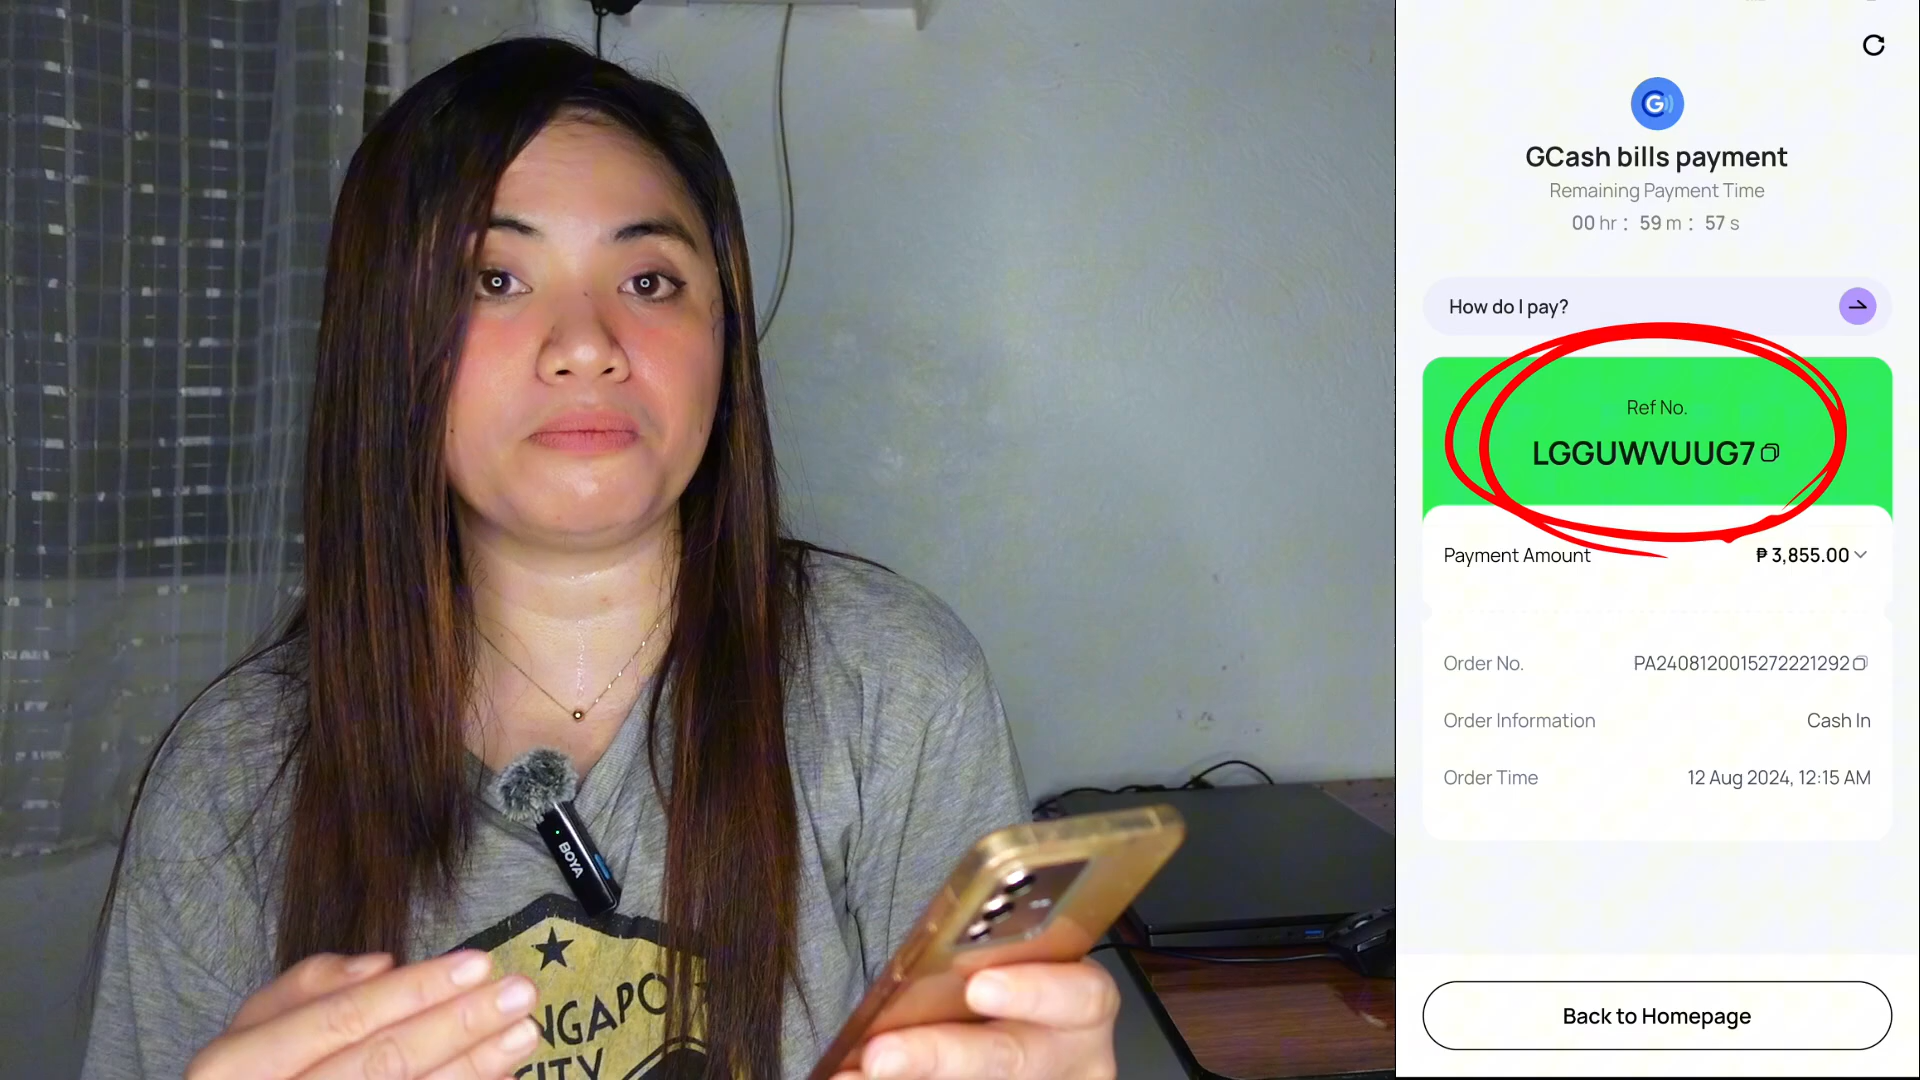 BOYA
NGAPO
CITY
G
GCash bills payment
Remaining Payment Time
00 hr : 59 m : 57 s
How do I pay?
Ref No.
LGGUWVUUG7
Payment Amount ₱ 3,855.00
Order No. PA2408120015272221292
Order Information Cash In
Order Time 12 Aug 2024, 12:15 AM
Back to Homepage